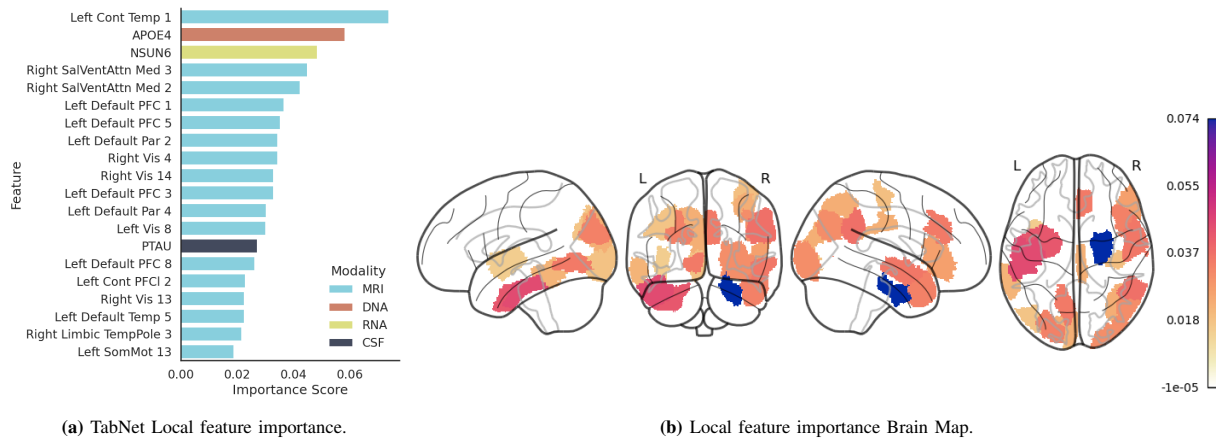 Left Cont Temp 1
APOE4
NSUN6
Right SalVentAttn Med 3
Right SalVentAttn Med 2
Left Default PFC 1
Left Default PFC 5
Left Default Par 2
Right Vis 4
Right Vis 14
Left Default PFC 3
Left Default Par 4
Left Vis 8
PTAU
Left Default PFC 8
Left Cont PFCl 2
Right Vis 13
Left Default Temp 5
Right Limbic TempPole 3
Left SomMot 13
Feature
0.00 0.02 0.04 0.06
Importance Score
Modality
MRI
DNA
RNA
CSF
L R
L R
0.074
0.055
0.037
0.018
-1e-05
(a) TabNet Local feature importance.
(b) Local feature importance Brain Map.